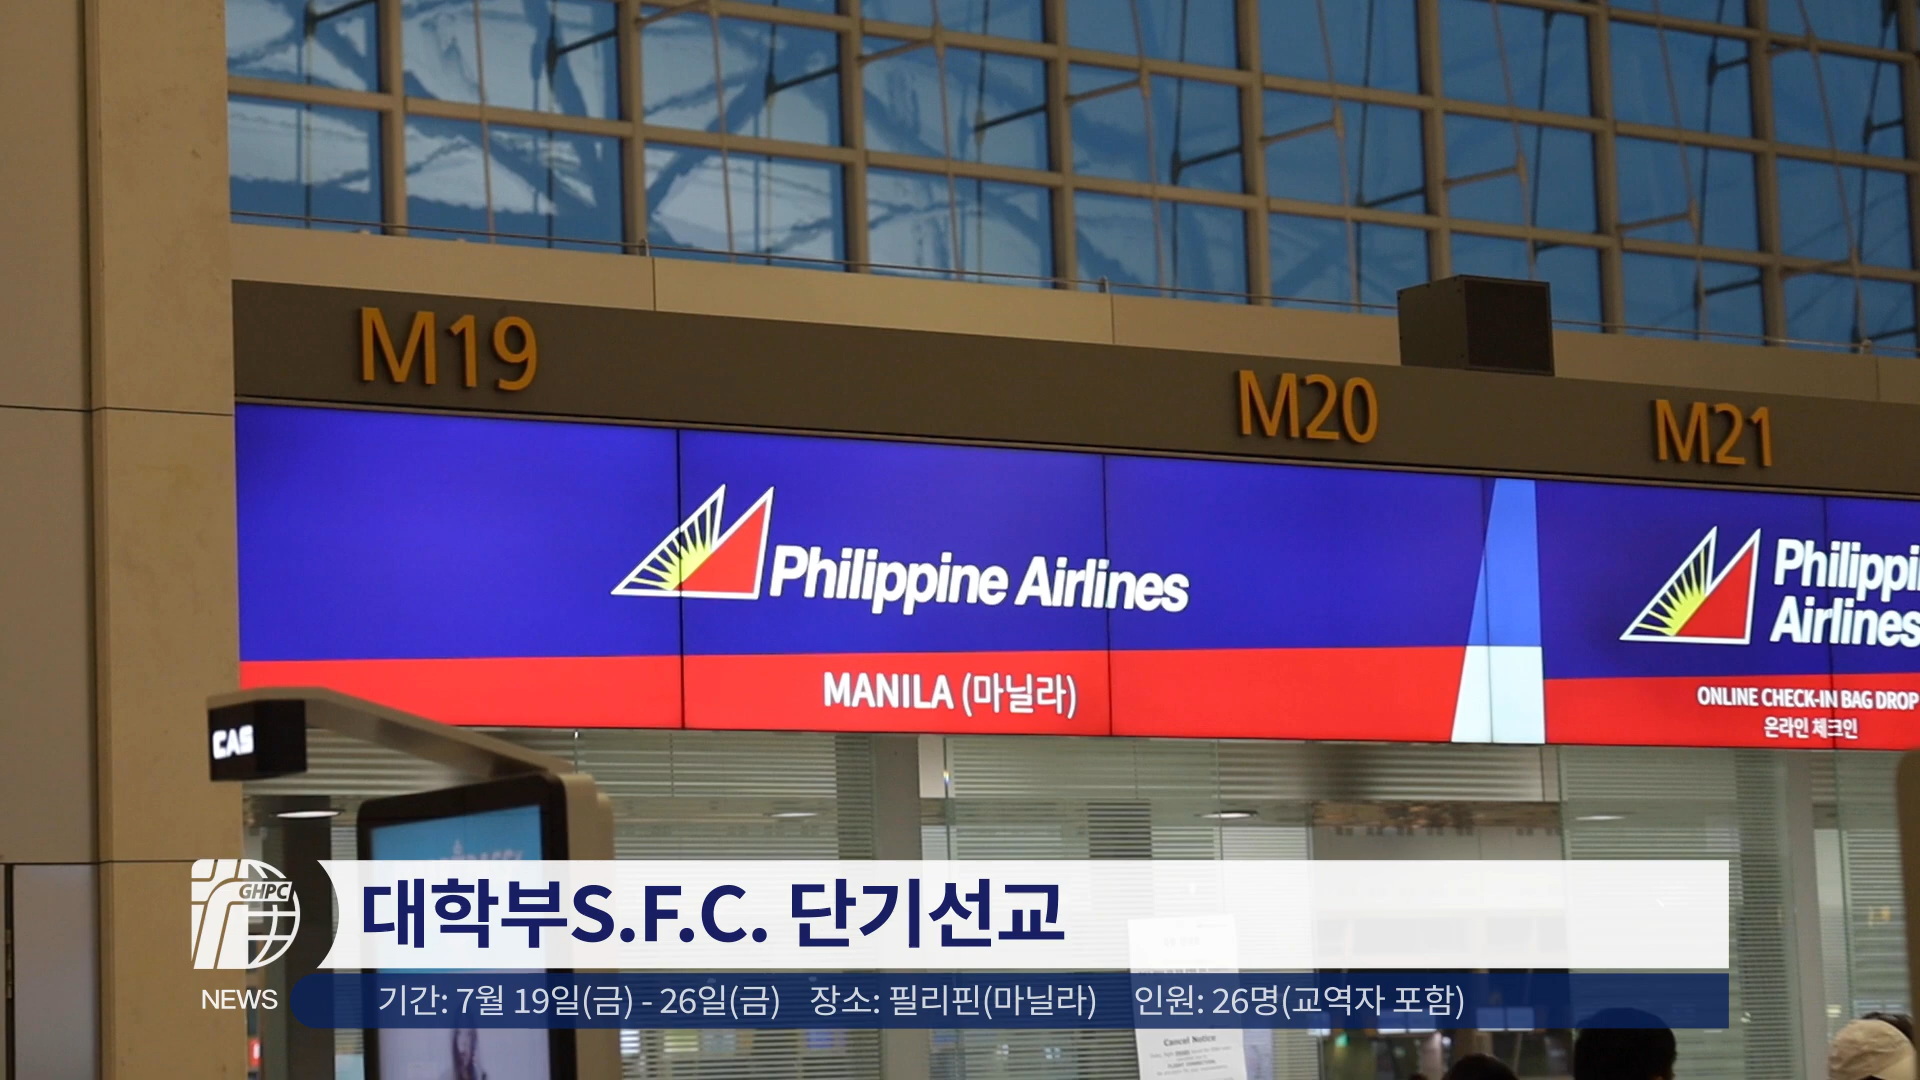 M19
M20
M21
Philippine Airlines
MANILA (마닐라)
Airlines
ONLINE CHECK-IN BAG DROP
온라인 체크인
CAS
GHPC
NEWS
대학부S.F.C. 단기선교
기간: 7월 19일(금) - 26일(금) 장소: 필리핀(마닐라) 인원: 26명(교역자 포함)
Cancel Notice